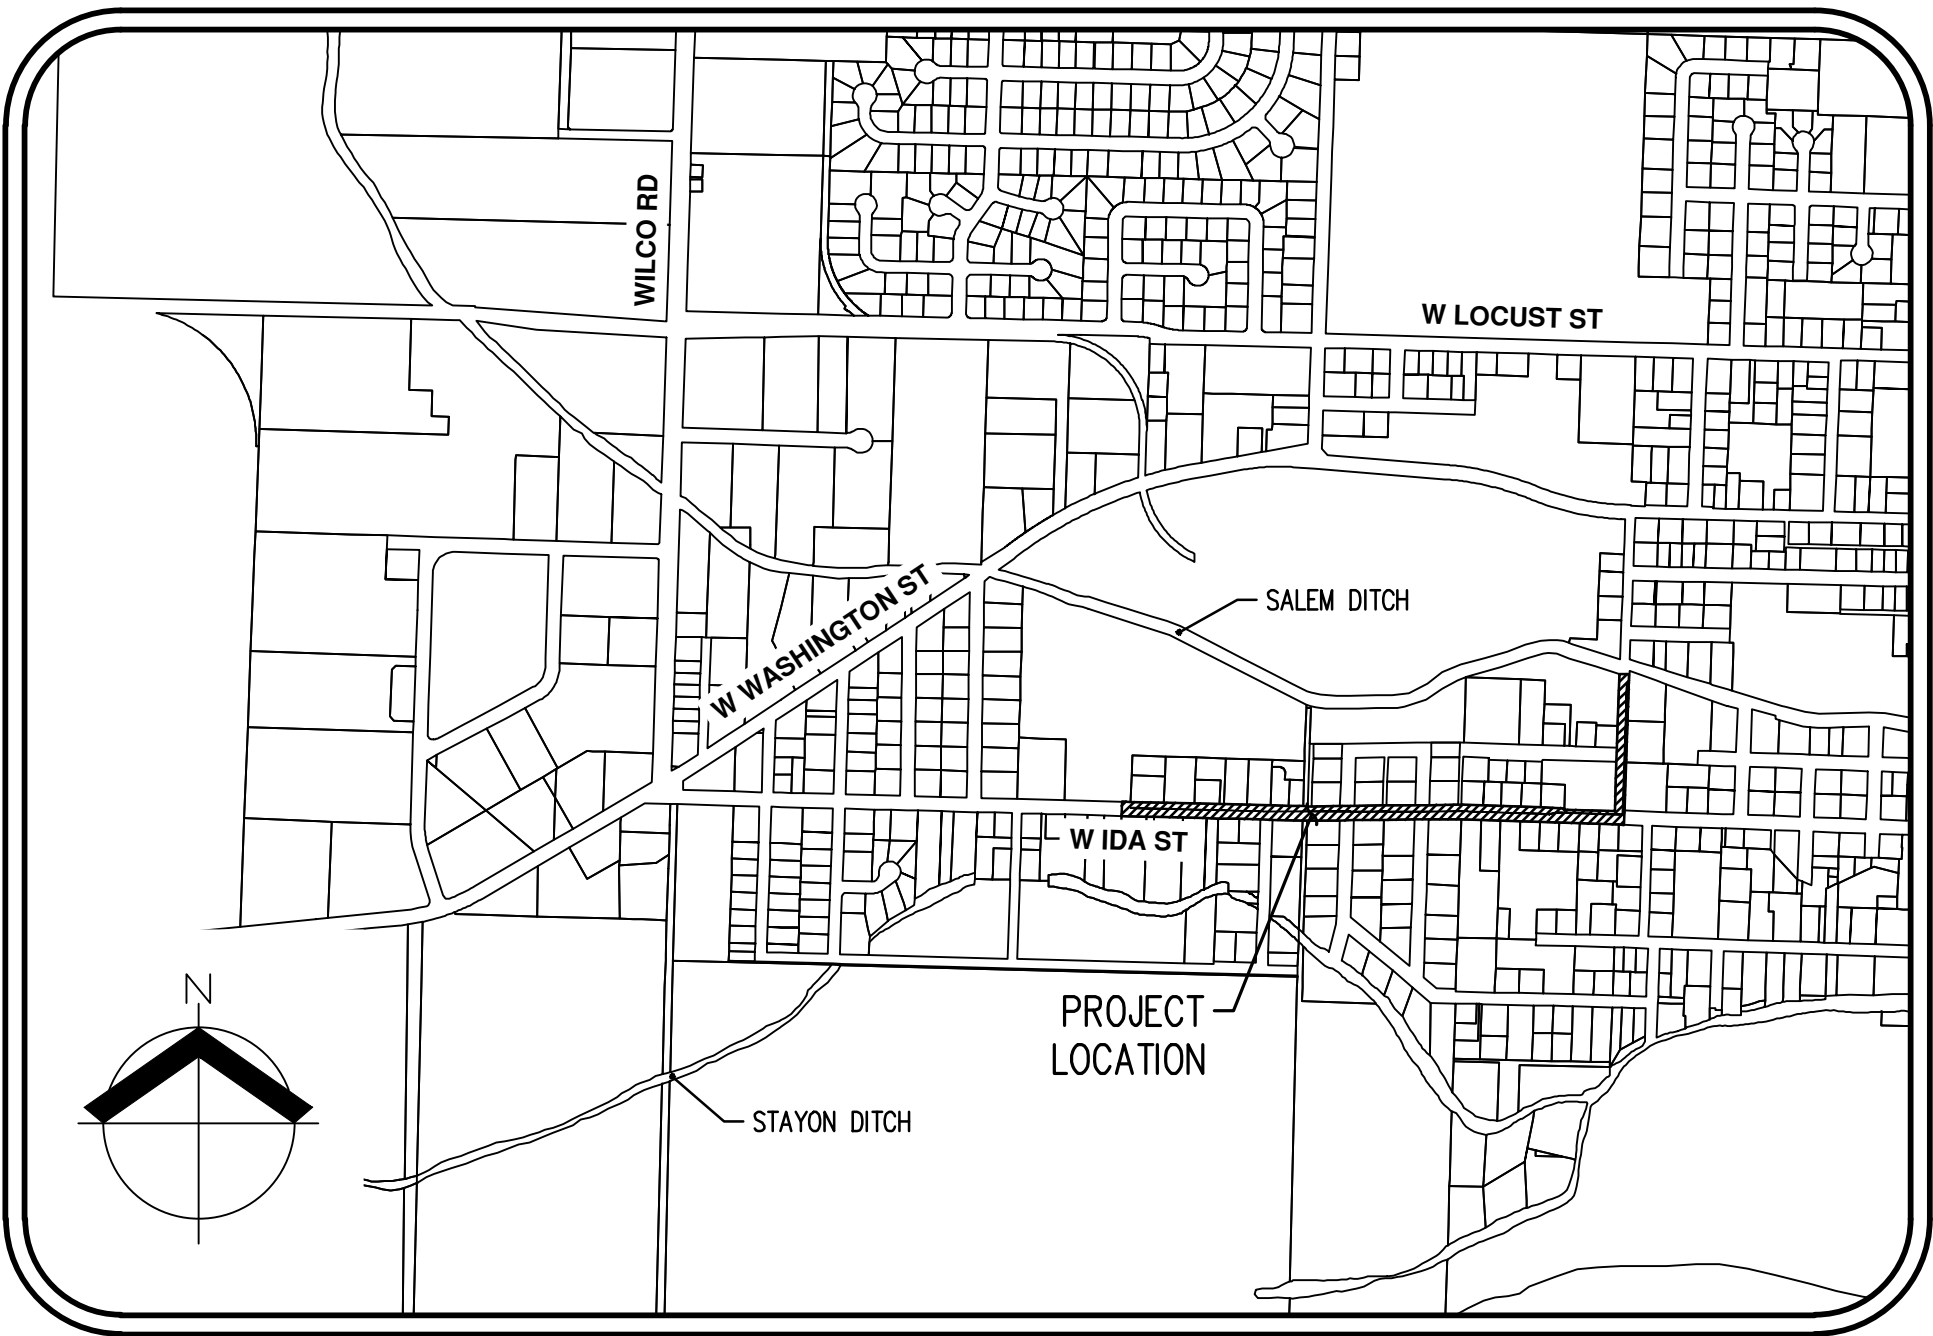 WILCO RD
W LOCUST ST
W WASHINGTON ST
SALEM DITCH
W IDA ST
N
PROJECT
LOCATION
STAYON DITCH